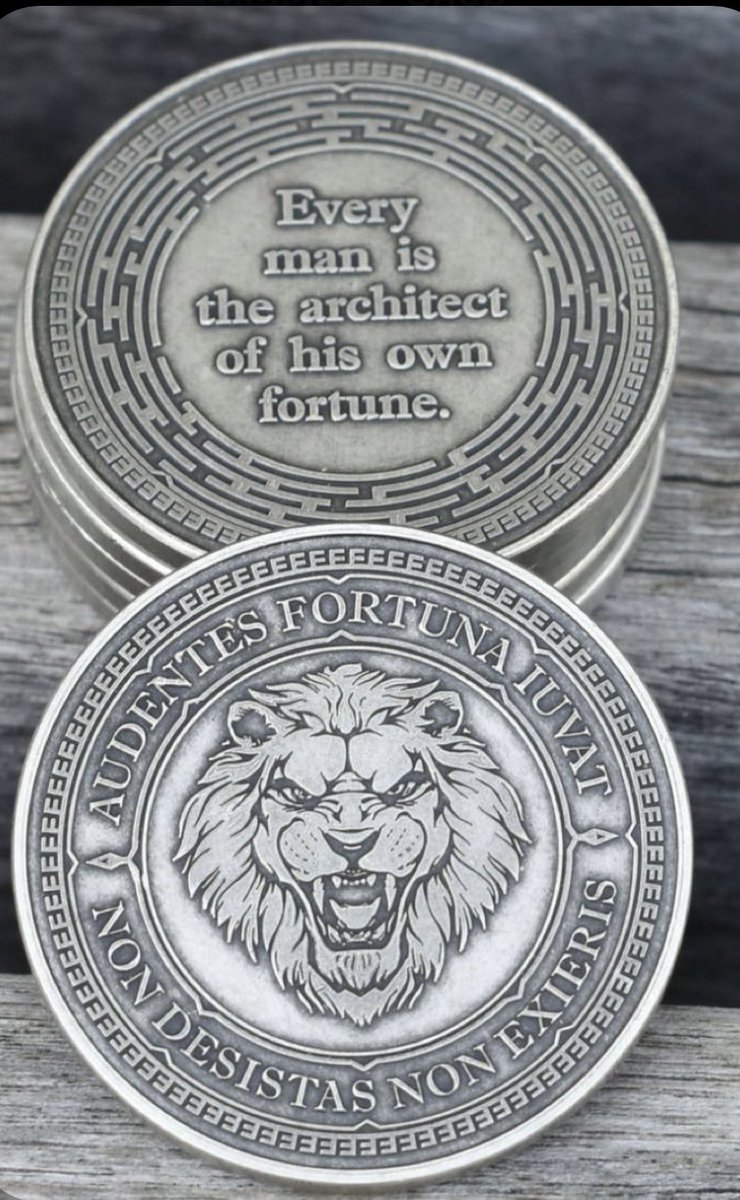 Every
man is
the architect
of his own
fortune.
AUDENTES FORTUNA IUVAT
NON DESISTAS NON EXIERIS